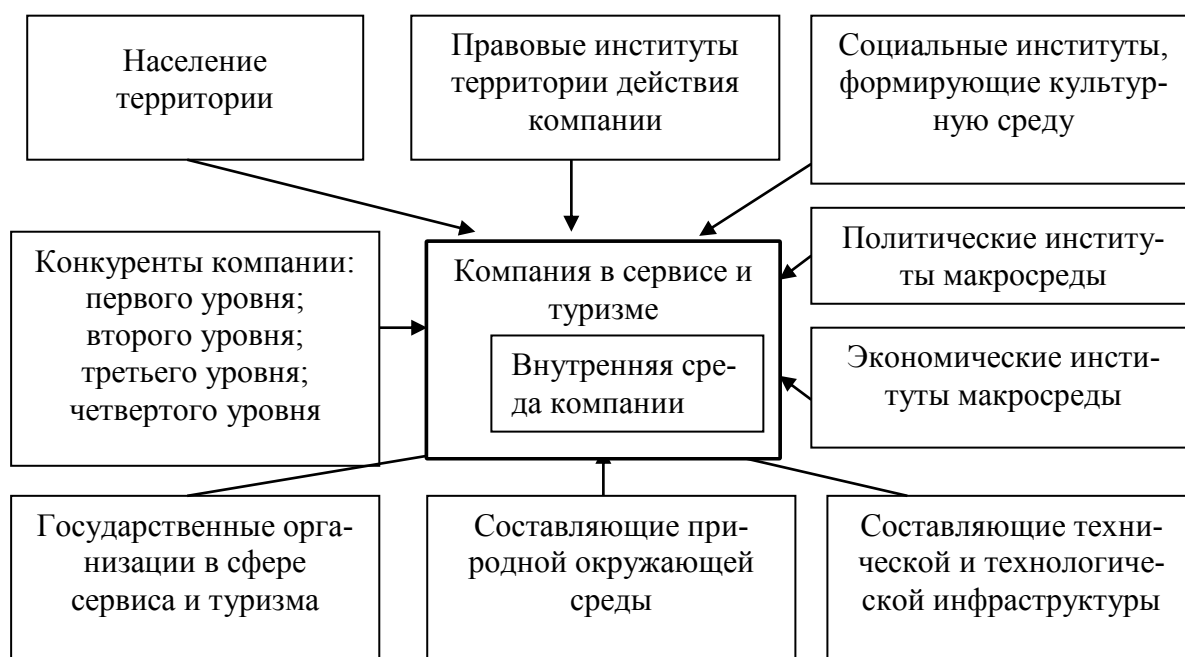 Население
территории
Правовые институты
территории действия
компании
Социальные институты,
формирующие культур-
ную среду
Конкуренты компании:
первого уровня;
второго уровня;
третьего уровня;
четвертого уровня
Компания в сервисе и
туризме
Внутренняя сре-
да компании
Политические институ-
ты макросреды
Экономические инсти-
туты макросреды
Государственные орга-
низации в сфере
сервиса и туризма
Составляющие при-
родной окружающей
среды
Составляющие техни-
ческой и технологиче-
ской инфраструктуры